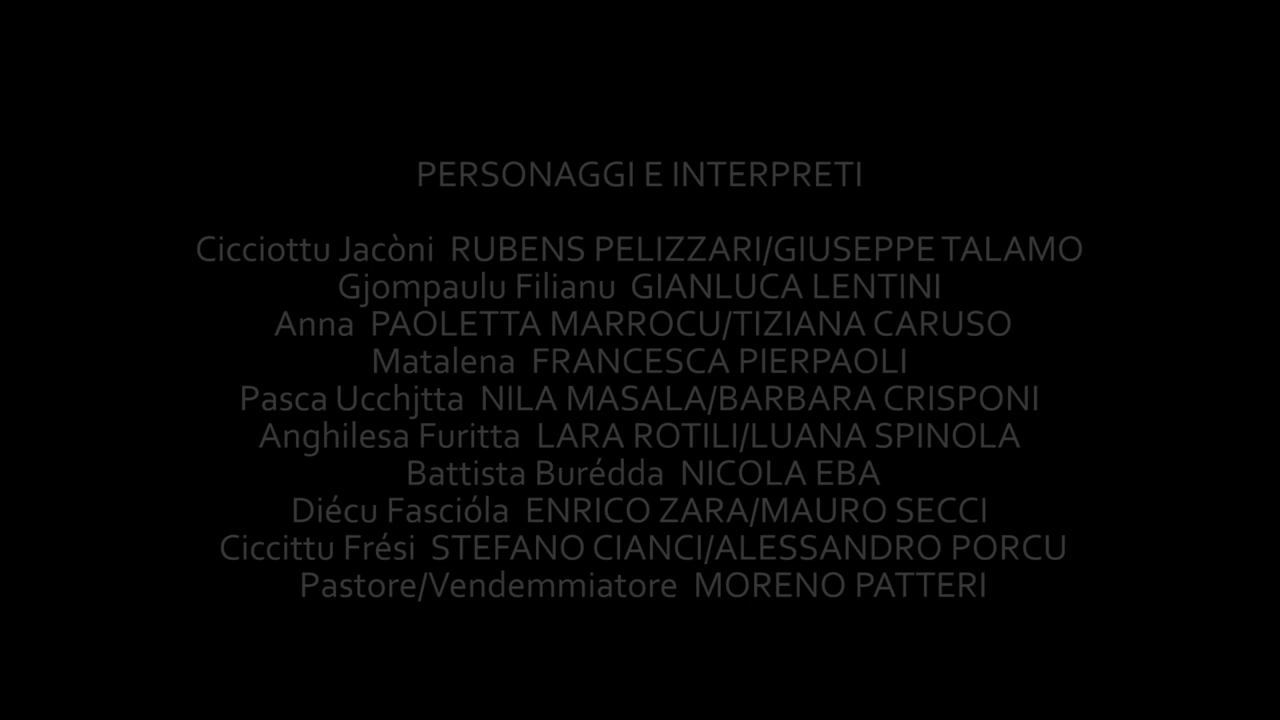 PERSONAGGI E INTERPRETI
Cicciottu Jacòni RUBENS PELIZZARI/GIUSEPPE TALAMO
Gjompaulu Filianu GIANLUCA LENTINI
Anna PAOLETTA MARROCU/TIZIANA CARUSO
Matalena FRANCESCA PIERPAOLI
Pasca Ucchjtta NILA MASALA/BARBARA CRISPONI
Anghilesa Furitta LARA ROTILI/LUANA SPINOLA
Battista Burédda NICOLA EBA
Diécu Fascióla ENRICO ZARA/MAURO SECCI
Ciccittu Frési STEFANO CIANCI/ALESSANDRO PORCU
Pastore/Vendemmiatore MORENO PATTERI